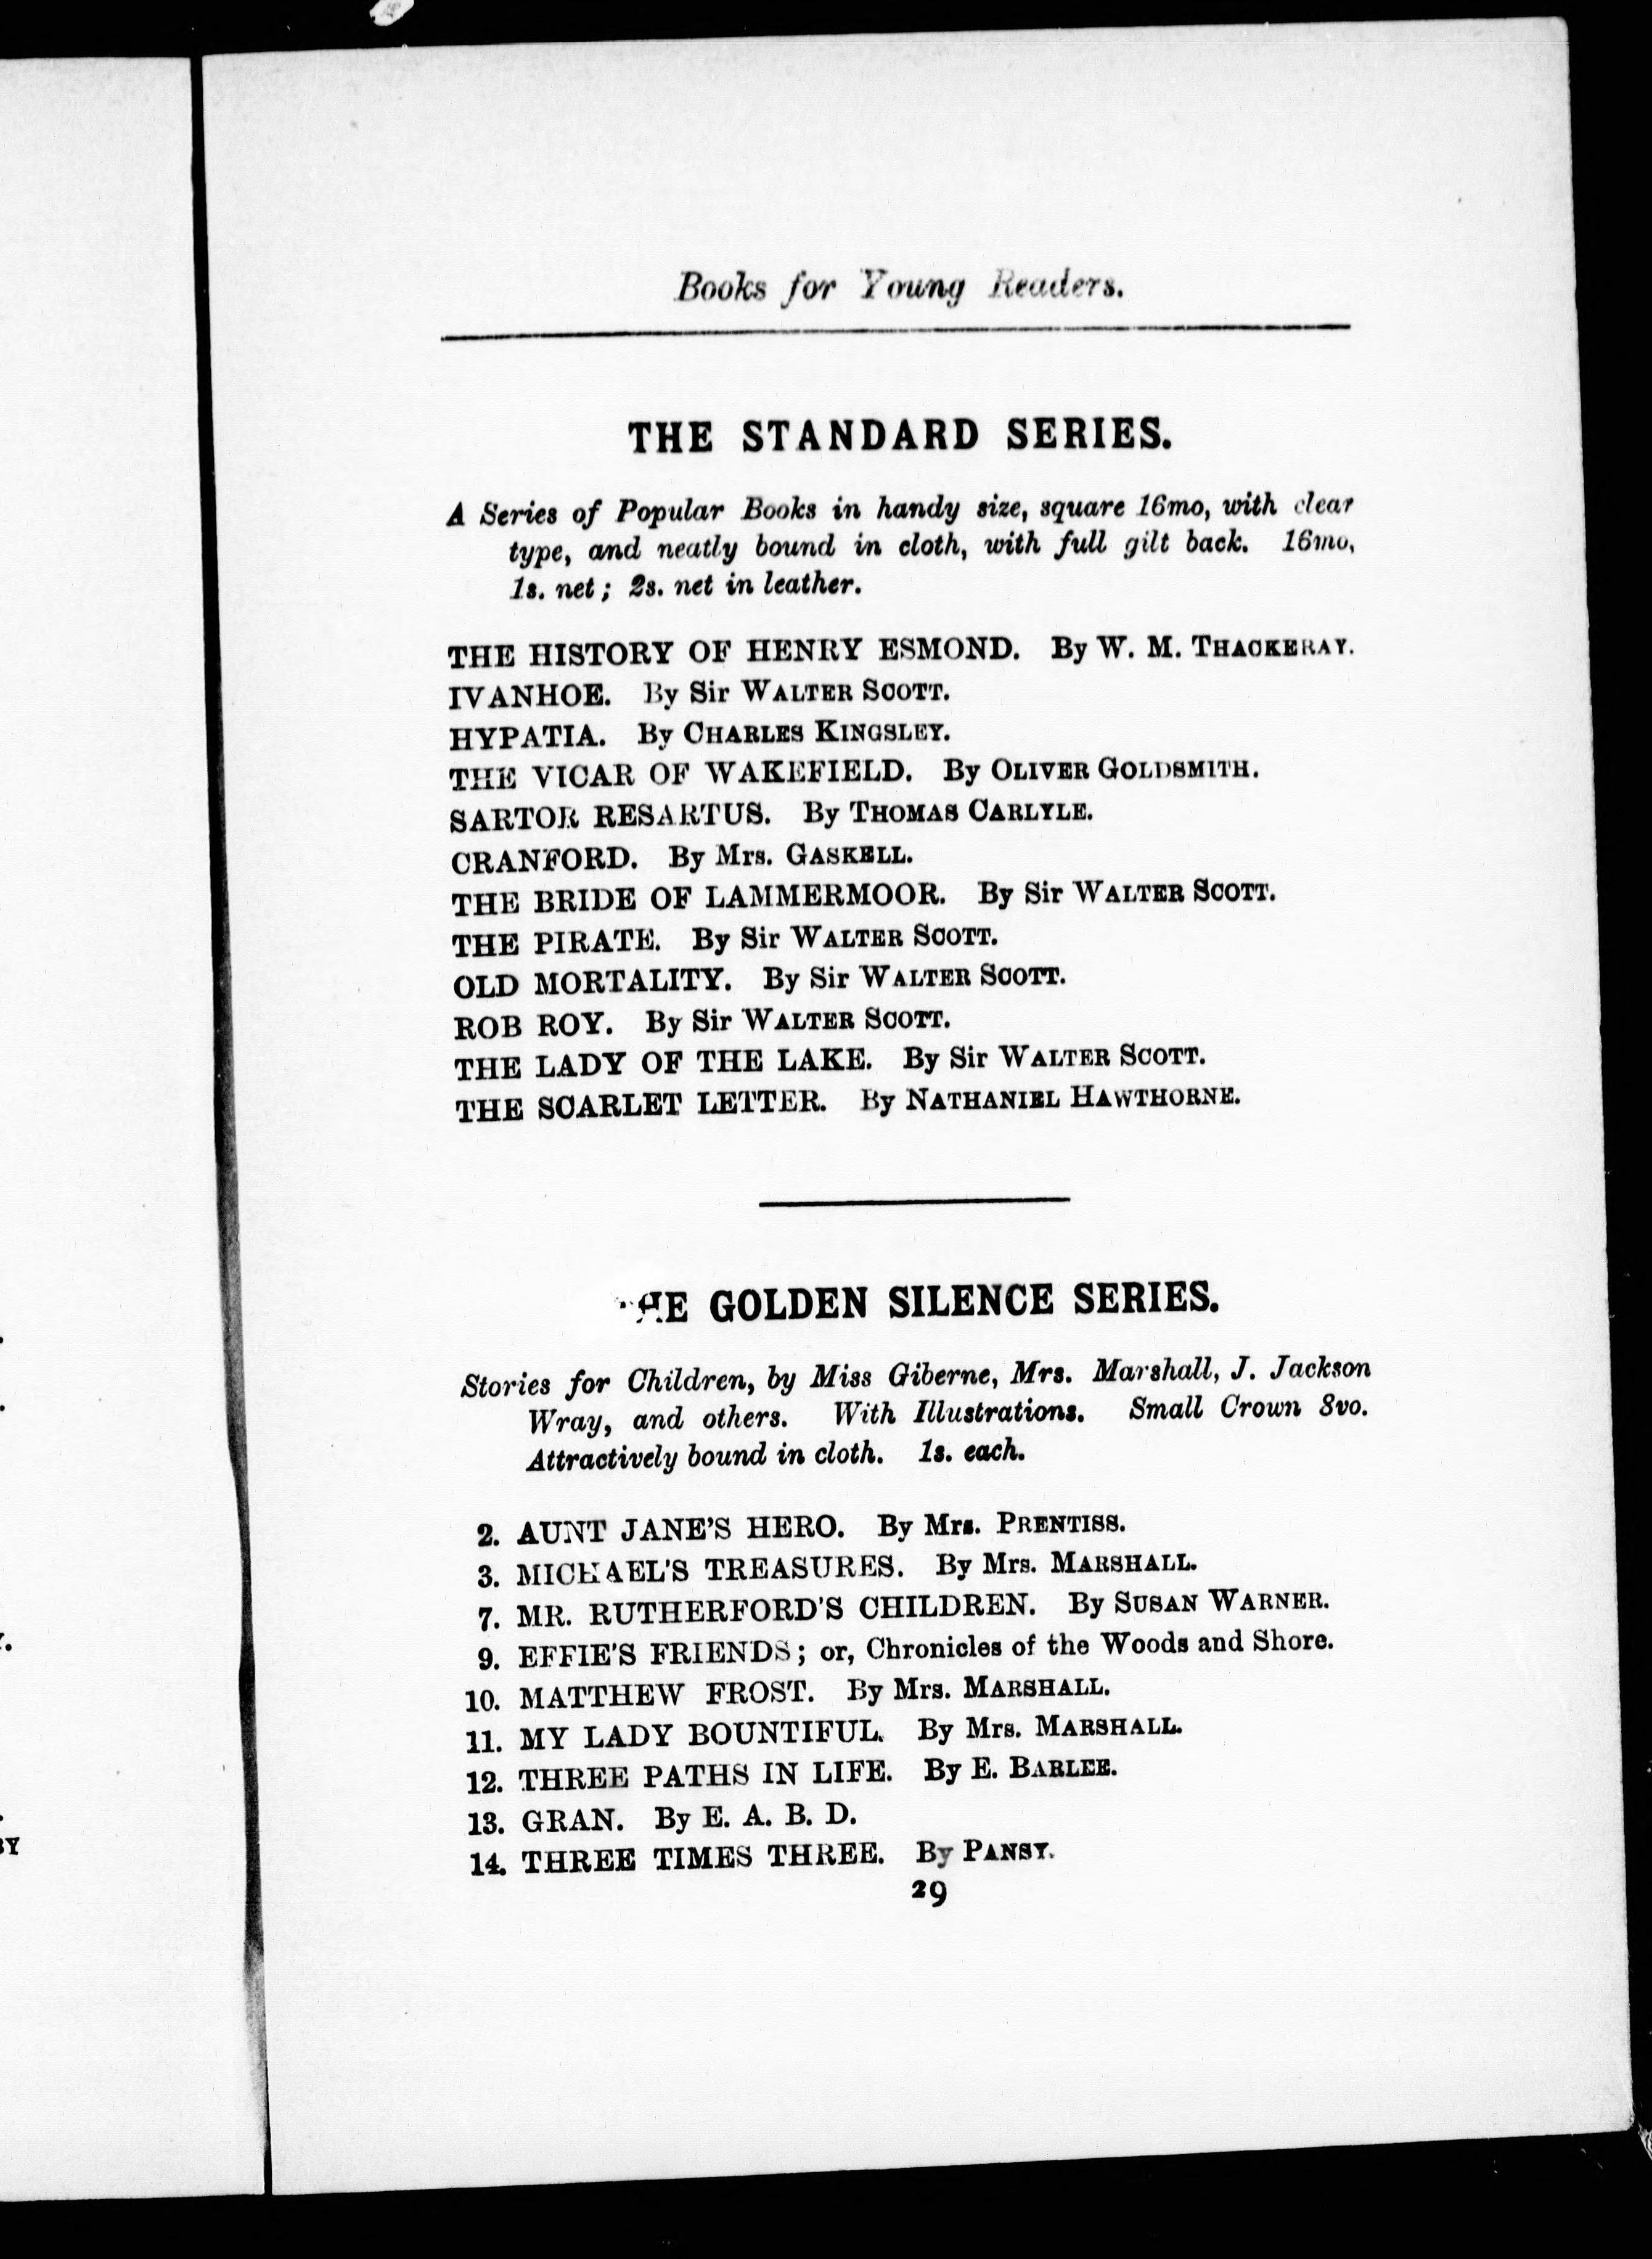 Books for Young Readers.
THE STANDARD SERIES.
A Series of Popular Books in handy size, square 16mo, with clear
type, and neatly bound in cloth, with full gilt back. 16mo,
1s. net; 2s. net in leather.
THE HISTORY OF HENRY ESMOND. By W. M. THACKERAY.
IVANHOE. By Sir WALTER SCOTT.
HYPATIA. By CHARLES KINGSLEY.
THE VICAR OF WAKEFIELD. By OLIVER GOLDSMITH.
SARTOR RESARTUS. By THOMAS CARLYLE.
CRANFORD. By Mrs. GASKELL.
THE BRIDE OF LAMMERMOOR. By Sir WALTER SCOTT.
THE PIRATE. By Sir WALTER SCOTT.
OLD MORTALITY. By Sir WALTER SCOTT.
ROB ROY. By Sir WALTER SCOTT.
THE LADY OF THE LAKE. By Sir WALTER SCOTT.
THE SCARLET LETTER. By NATHANIEL HAWTHORNE.
HE GOLDEN SILENCE SERIES.
Stories for Children, by Miss Giberne, Mrs. Marshall, J. Jackson
Wray, and others. With Illustrations. Small Crown 8vo.
Attractively bound in cloth. 1s. each.
2. AUNT JANE'S HERO. By Mrs. PRENTISS.
3. MICHAEL'S TREASURES. By Mrs. MARSHALL.
7. MR. RUTHERFORD'S CHILDREN. By SUSAN WARNER.
9. EFFIE'S FRIENDS; or, Chronicles of the Woods and Shore.
10. MATTHEW FROST. By Mrs. MARSHALL.
11. MY LADY BOUNTIFUL. By Mrs. MARSHALL.
12. THREE PATHS IN LIFE. By E. BARLEE.
13. GRAN. By E. A. B. D.
14. THREE TIMES THREE. By PANSY.
29